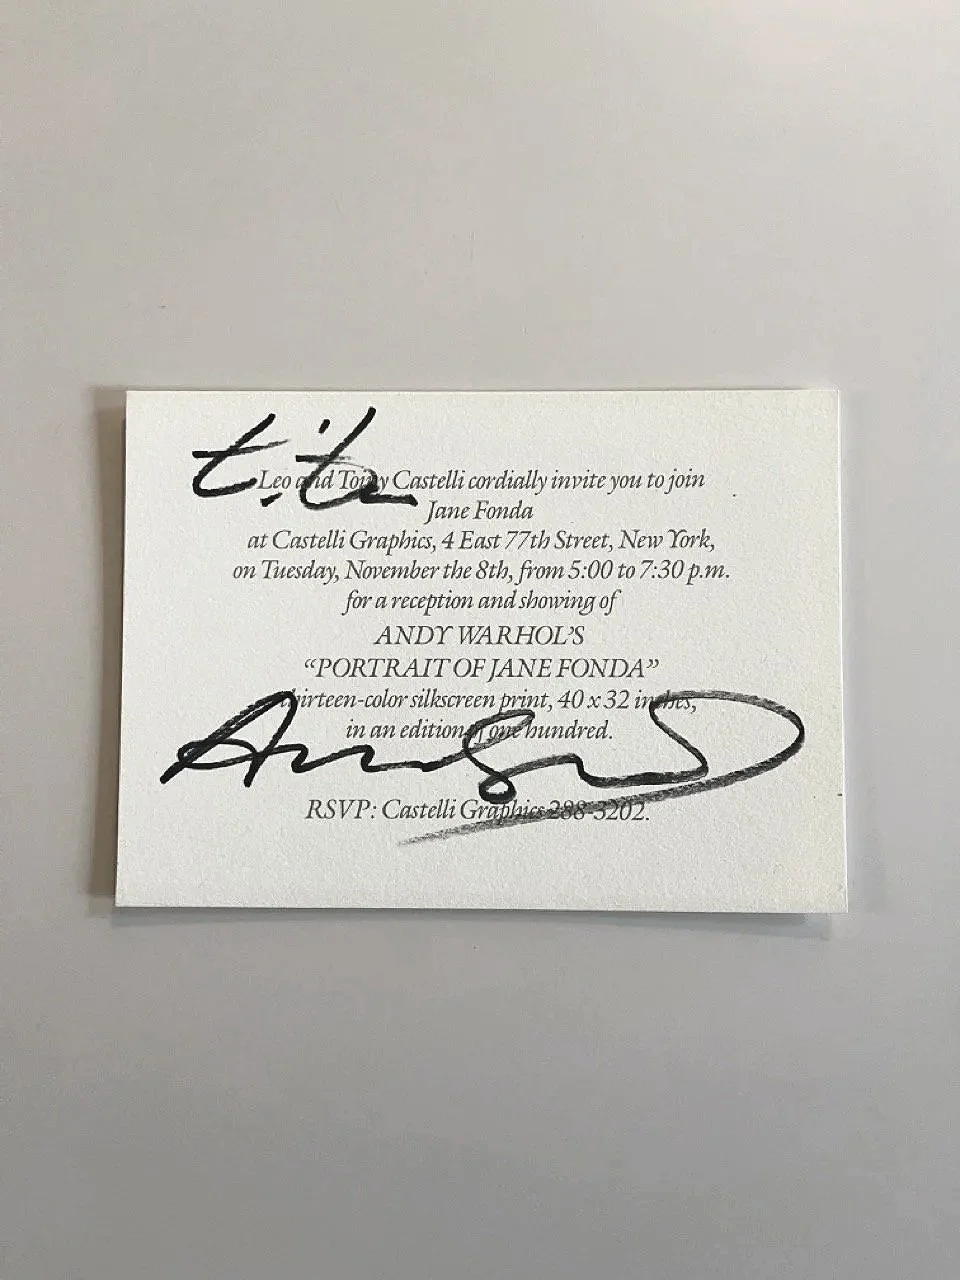 Leo and Toiny Castelli cordially invite you to join
Jane Fonda
at Castelli Graphics, 4 East 77th Street, New York,
on Tuesday, November the 8th, from 5:00 to 7:30 p.m.
for a reception and showing of
ANDY WARHOL'S
“PORTRAIT OF JANE FONDA”
thirteen-color silkscreen print, 40 x 32 inches,
in an edition of one hundred.
RSVP: Castelli Graphics 288-3202.